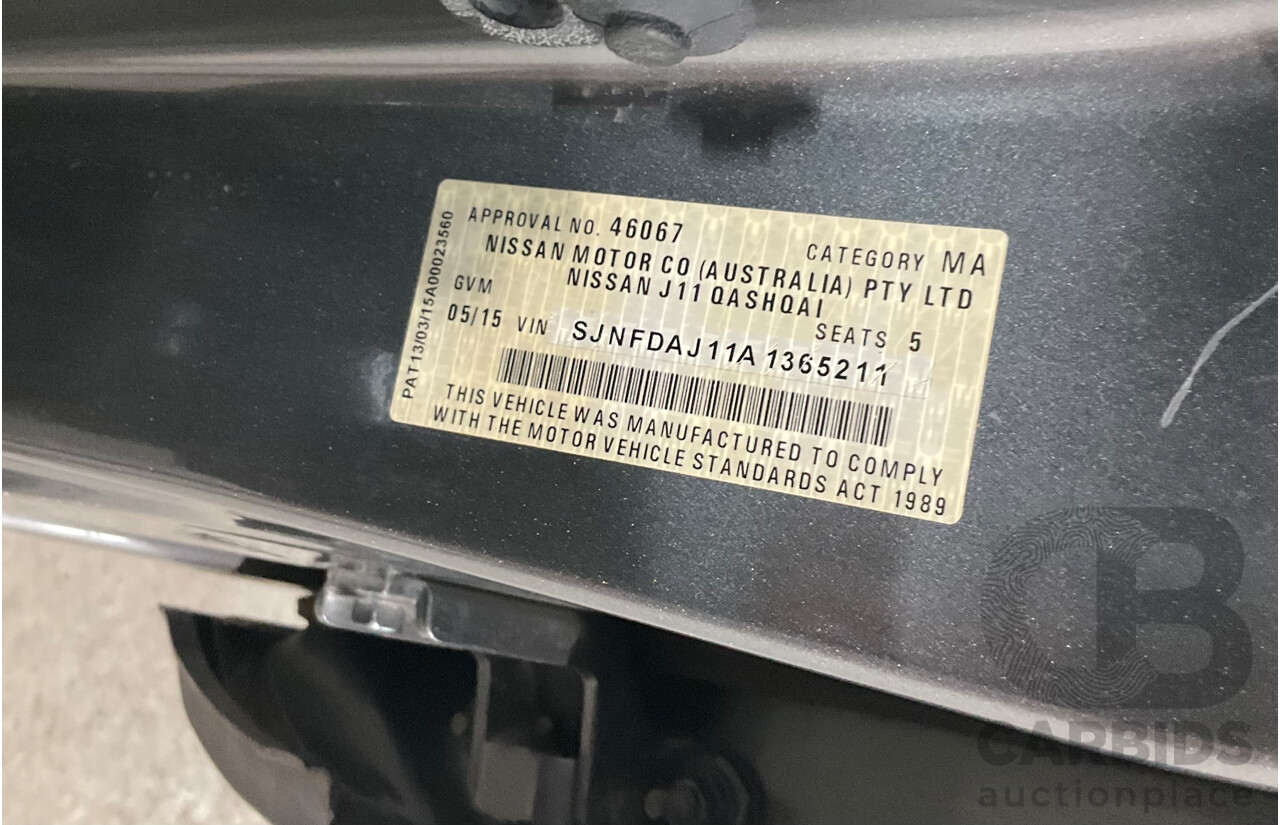 PAT13/03/15A00023560
APPROVAL NO. 46067
CATEGORY MA
NISSAN MOTOR CO (AUSTRALIA) PTY LTD
NISSAN J11 QASHQAI
GVM
SEATS 5
05/15 VIN SJNFDAJ11A1365211
THIS VEHICLE WAS MANUFACTURED TO COMPLY
WITH THE MOTOR VEHICLE STANDARDS ACT 1989
CB
CARBIDS
auctionplace